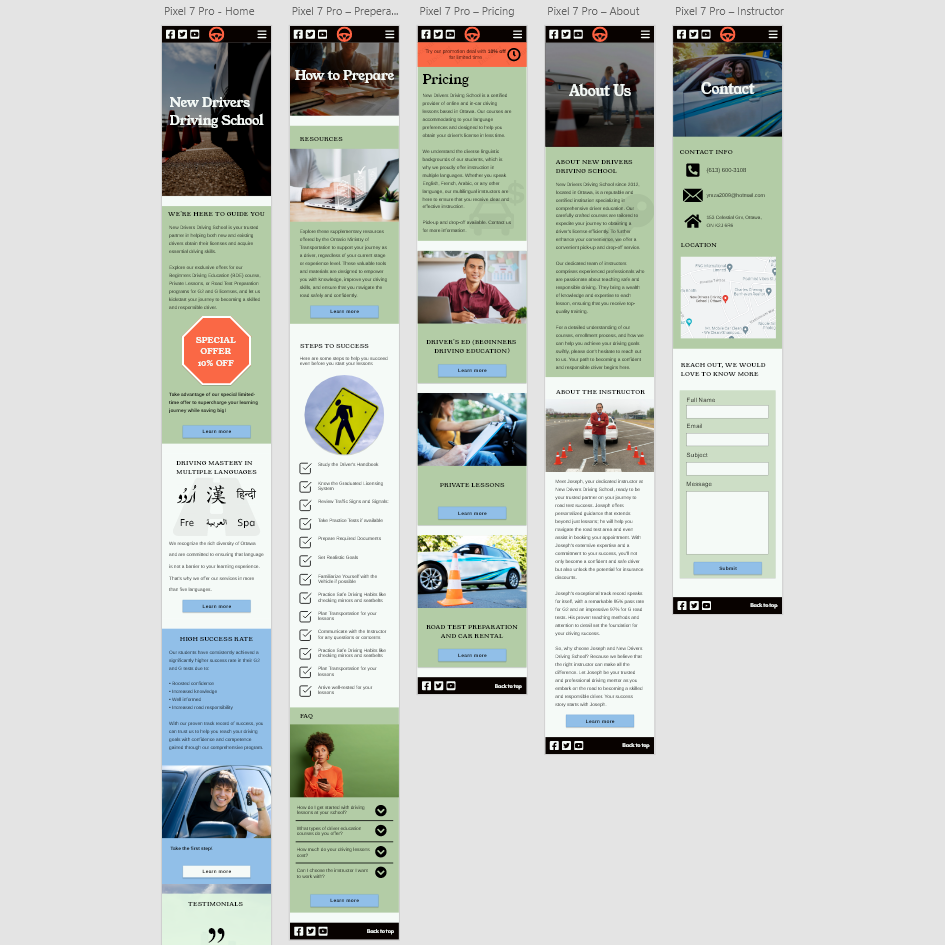 Pixel 7 Pro - Home
New Drivers
Driving School
WE'RE HERE TO GUIDE YOU
New Drivers Driving School is your trusted
partner in helping both new and existing
drivers obtain their licenses and acquire
essential driving skills.
Explore our exclusive offers for our
Beginners Driving Education (BDE) course,
Private Lessons, or Road Test Preparation
programs for G2 and G licenses, and let us
kickstart your journey to becoming a skilled
and responsible driver.
SPECIAL
OFFER
10% OFF
Take advantage of our special limited-
time offer to supercharge your learning
journey while saving big!
Learn more
DRIVING MASTERY IN
MULTIPLE LANGUAGES
اُردُو 漢 हिन्दी
Fre العربية Spa
We recognize the rich diversity of Ottawa
and are committed to ensuring that language
is not a barrier to your learning experience.
That's why we offer our services in more
than five languages.
Learn more
HIGH SUCCESS RATE
Our students have consistently achieved a
significantly higher success rate in their G2
and G tests due to:
• Boosted confidence
• Increased knowledge
• Well informed
• Increased road responsibility
With our proven track record of success, you
can trust us to help you reach your driving
goals with confidence and competence
gained through our comprehensive program.
Take the first step!
Learn more
TESTIMONIALS
”
Pixel 7 Pro – Prepera...
How to Prepare
RESOURCES
Explore these supplementary resources
offered by the Ontario Ministry of
Transportation to support your journey as
a driver, regardless of your current stage
or experience level. These valuable tools
and materials are designed to empower
you with knowledge, improve your driving
skills, and ensure that you navigate the
road safely and confidently.
Learn more
STEPS TO SUCCESS
Here are some steps to help you succeed
even before you start your lessons
Study the Driver's Handbook
Know the Graduated Licensing
System
Review Traffic Signs and Signals
Take Practice Tests if available
Prepare Required Documents
Set Realistic Goals
Familiarize Yourself with the
Vehicle if possible
Practice Safe Driving Habits like
checking mirrors and seatbelts
Plan Transportation for your
lessons
Communicate with the Instructor
for any questions or concerns
Practice Safe Driving Habits like
checking mirrors and seatbelts
Plan Transportation for your
lessons
Arrive well-rested for your
lessons
FAQ
How do I get started with driving
lessons at your school?
What types of driver education
courses do you offer?
How much do your driving lessons
cost?
Can I choose the instructor I want
to work with?
Learn more
Back to top
Pixel 7 Pro – Pricing
Try our promotion deal with 10% off
for limited time
Pricing
New Drivers Driving School is a certified
provider of online and in-car driving
lessons based in Ottawa. Our courses are
accommodating to your language
preferences and designed to help you
obtain your driver's license in less time.
We understand the diverse linguistic
backgrounds of our students, which is
why we proudly offer instruction in
multiple languages. Whether you speak
English, French, Arabic, or any other
language, our multilingual instructors are
here to ensure that you receive clear and
effective instruction.
Pick-up and drop-off available. Contact us
for more information.
DRIVER'S ED (BEGINNERS
DRIVING EDUCATION)
Learn more
PRIVATE LESSONS
Learn more
ROAD TEST PREPARATION
AND CAR RENTAL
Learn more
Back to top
Pixel 7 Pro – About
About Us
ABOUT NEW DRIVERS
DRIVING SCHOOL
New Drivers Driving School since 2012,
located in Ottawa, is a reputable and
certified institution specializing in
comprehensive driver education. Our
carefully crafted courses are tailored to
expedite your journey to obtaining a
driver's license efficiently. To further
enhance your convenience, we offer a
convenient pickup and drop-off service.
Our dedicated team of Instructors
comprises experienced professionals who
are passionate about teaching safe and
responsible driving. They bring a wealth
of knowledge and expertise to each
lesson, ensuring that you receive top-
quality training.
For a detailed understanding of our
courses, enrollment process, and how we
can help you achieve your driving goals
swiftly, please don't hesitate to reach out
to us. Your path to becoming a confident
and responsible driver begins here.
ABOUT THE INSTRUCTOR
Meet Joseph, your dedicated instructor at
New Drivers Driving School, ready to be
your trusted partner on your journey to
road test success. Joseph offers
personalized guidance that extends
beyond just lessons; he will help you
navigate the road test area and even
assist in booking your appointment. With
Joseph's extensive expertise and a
commitment to your success, you'll not
only become a confident and safe driver
but also unlock the potential for insurance
discounts.
Joseph's exceptional track record speaks
for itself, with a remarkable 95% pass rate
for G2 and an impressive 97% for G road
tests. His proven teaching methods and
attention to detail set the foundation for
your driving success.
So, why choose Joseph and New Drivers
Driving School? Because we believe that
the right instructor can make all the
difference. Let Joseph be your trusted
and professional driving mentor as you
embark on the road to becoming a skilled
and responsible driver. Your success
story starts with Joseph.
Learn more
Back to top
Pixel 7 Pro – Instructor
Contact
CONTACT INFO
LOCATION
New Drivers Driving
School
REACH OUT, WE WOULD
LOVE TO KNOW MORE
Full Name
Email
Subject
Message
Submit
Back to top